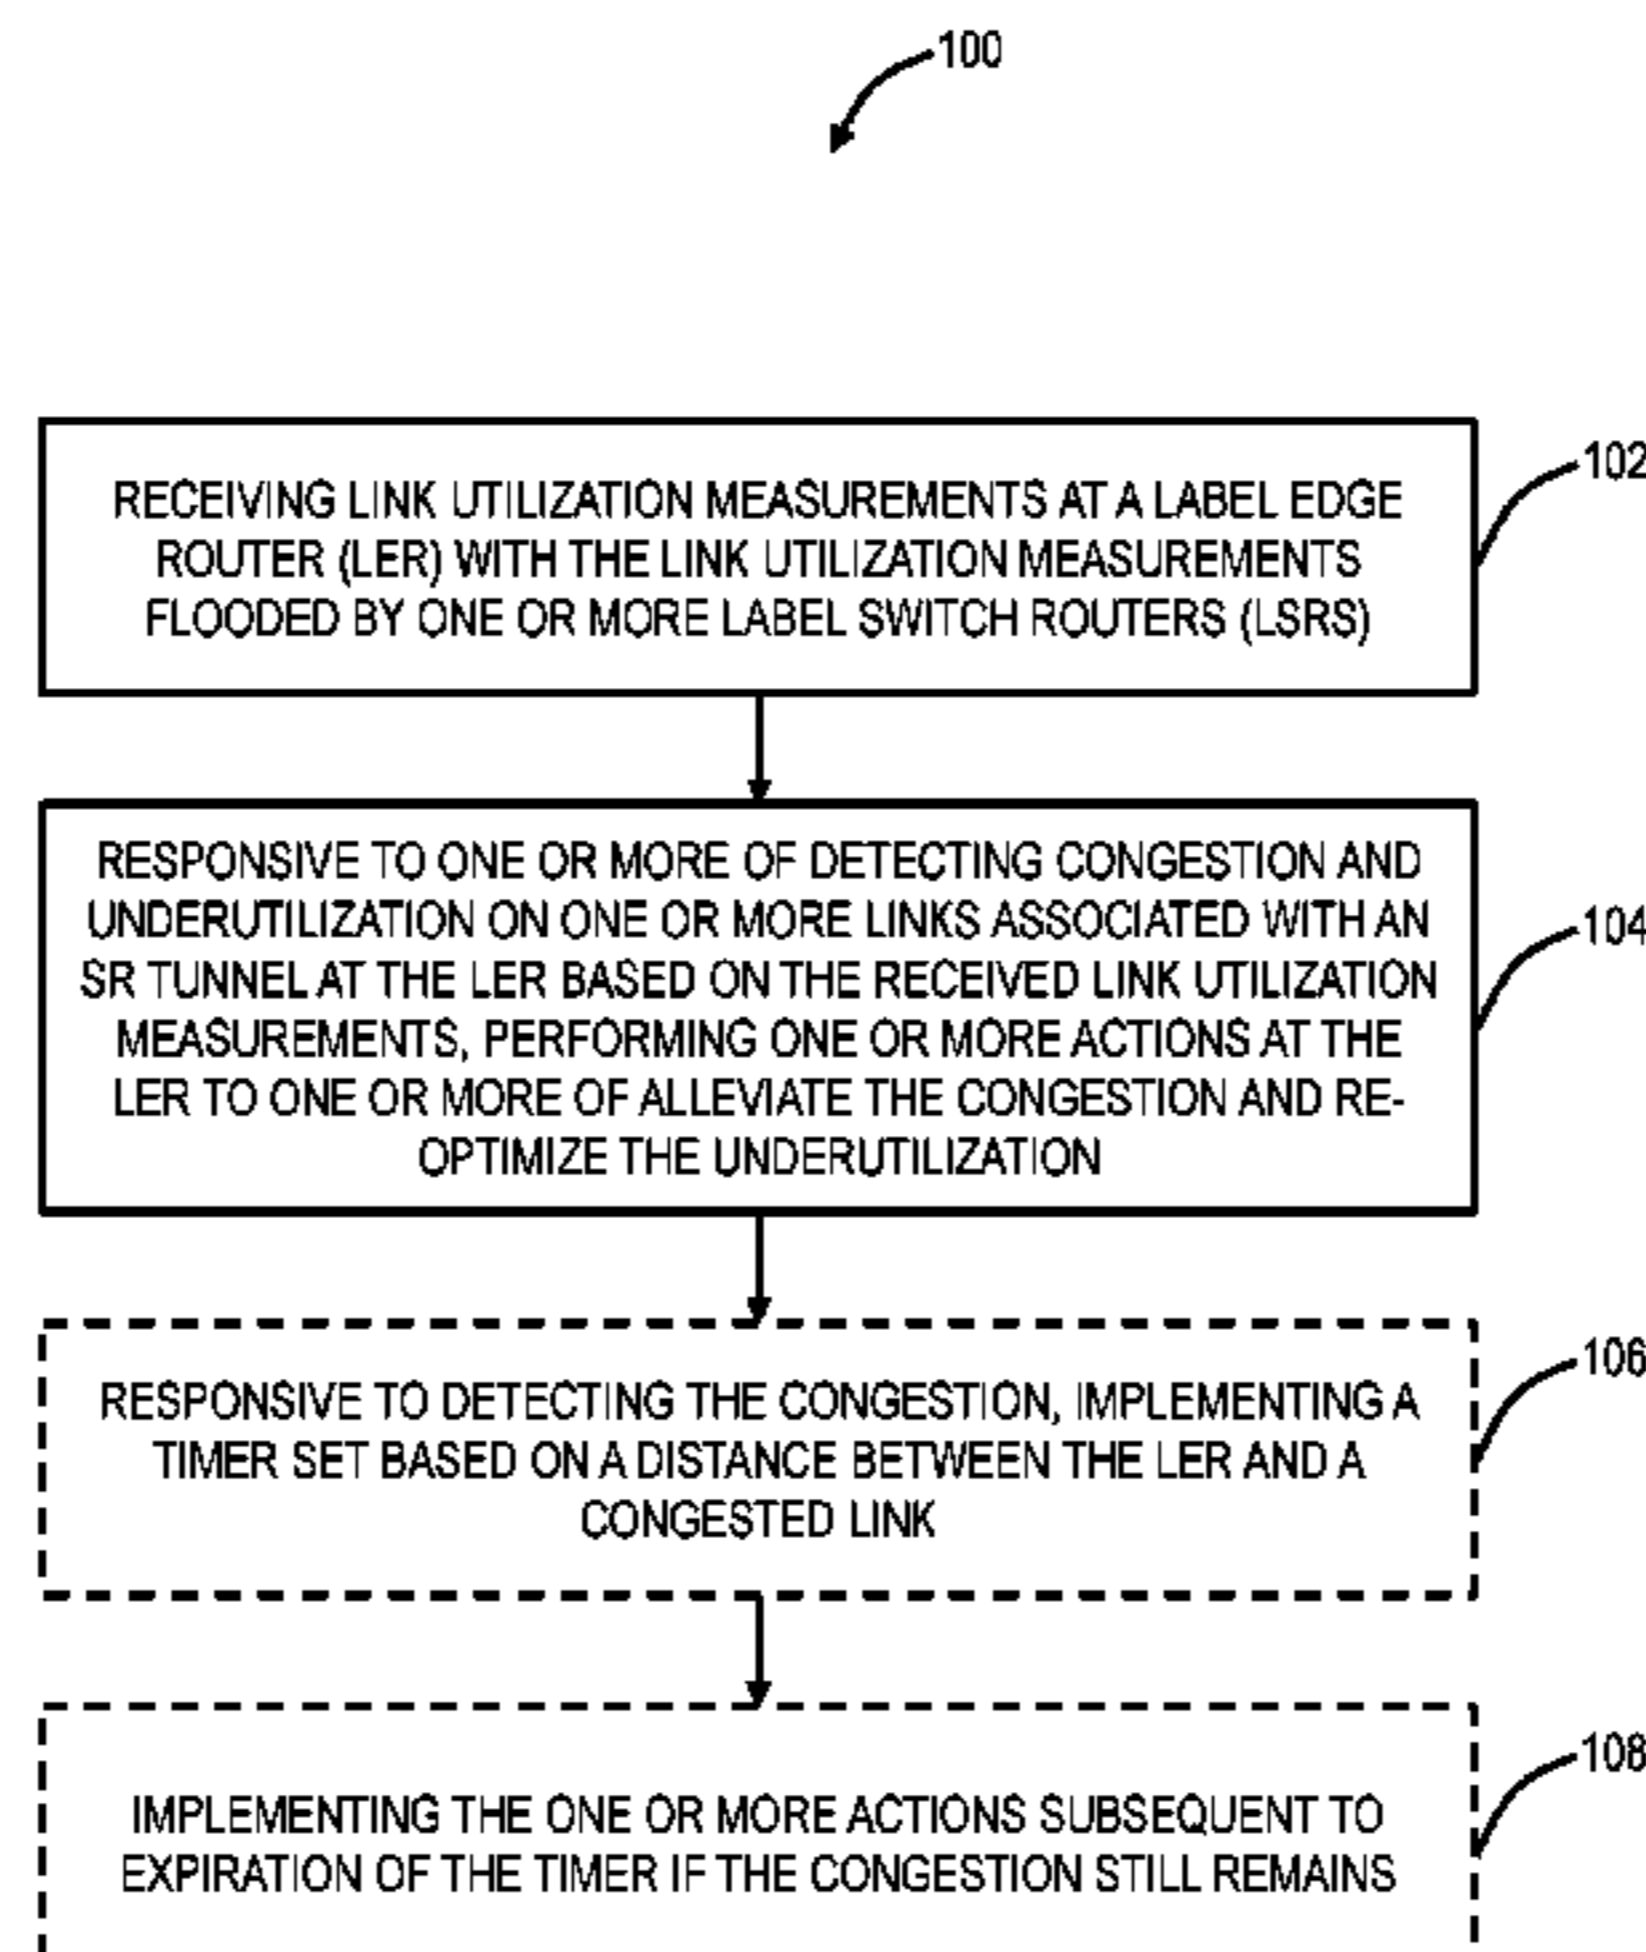 100
102
RECEIVING LINK UTILIZATION MEASUREMENTS AT A LABEL EDGE
ROUTER (LER) WITH THE LINK UTILIZATION MEASUREMENTS
FLOODED BY ONE OR MORE LABEL SWITCH ROUTERS (LSRS)
104
RESPONSIVE TO ONE OR MORE OF DETECTING CONGESTION AND
UNDERUTILIZATION ON ONE OR MORE LINKS ASSOCIATED WITH AN
SR TUNNEL AT THE LER BASED ON THE RECEIVED LINK UTILIZATION
MEASUREMENTS, PERFORMING ONE OR MORE ACTIONS AT THE
LER TO ONE OR MORE OF ALLEVIATE THE CONGESTION AND RE-
OPTIMIZE THE UNDERUTILIZATION
106
RESPONSIVE TO DETECTING THE CONGESTION, IMPLEMENTING A
TIMER SET BASED ON A DISTANCE BETWEEN THE LER AND A
CONGESTED LINK
108
IMPLEMENTING THE ONE OR MORE ACTIONS SUBSEQUENT TO
EXPIRATION OF THE TIMER IF THE CONGESTION STILL REMAINS